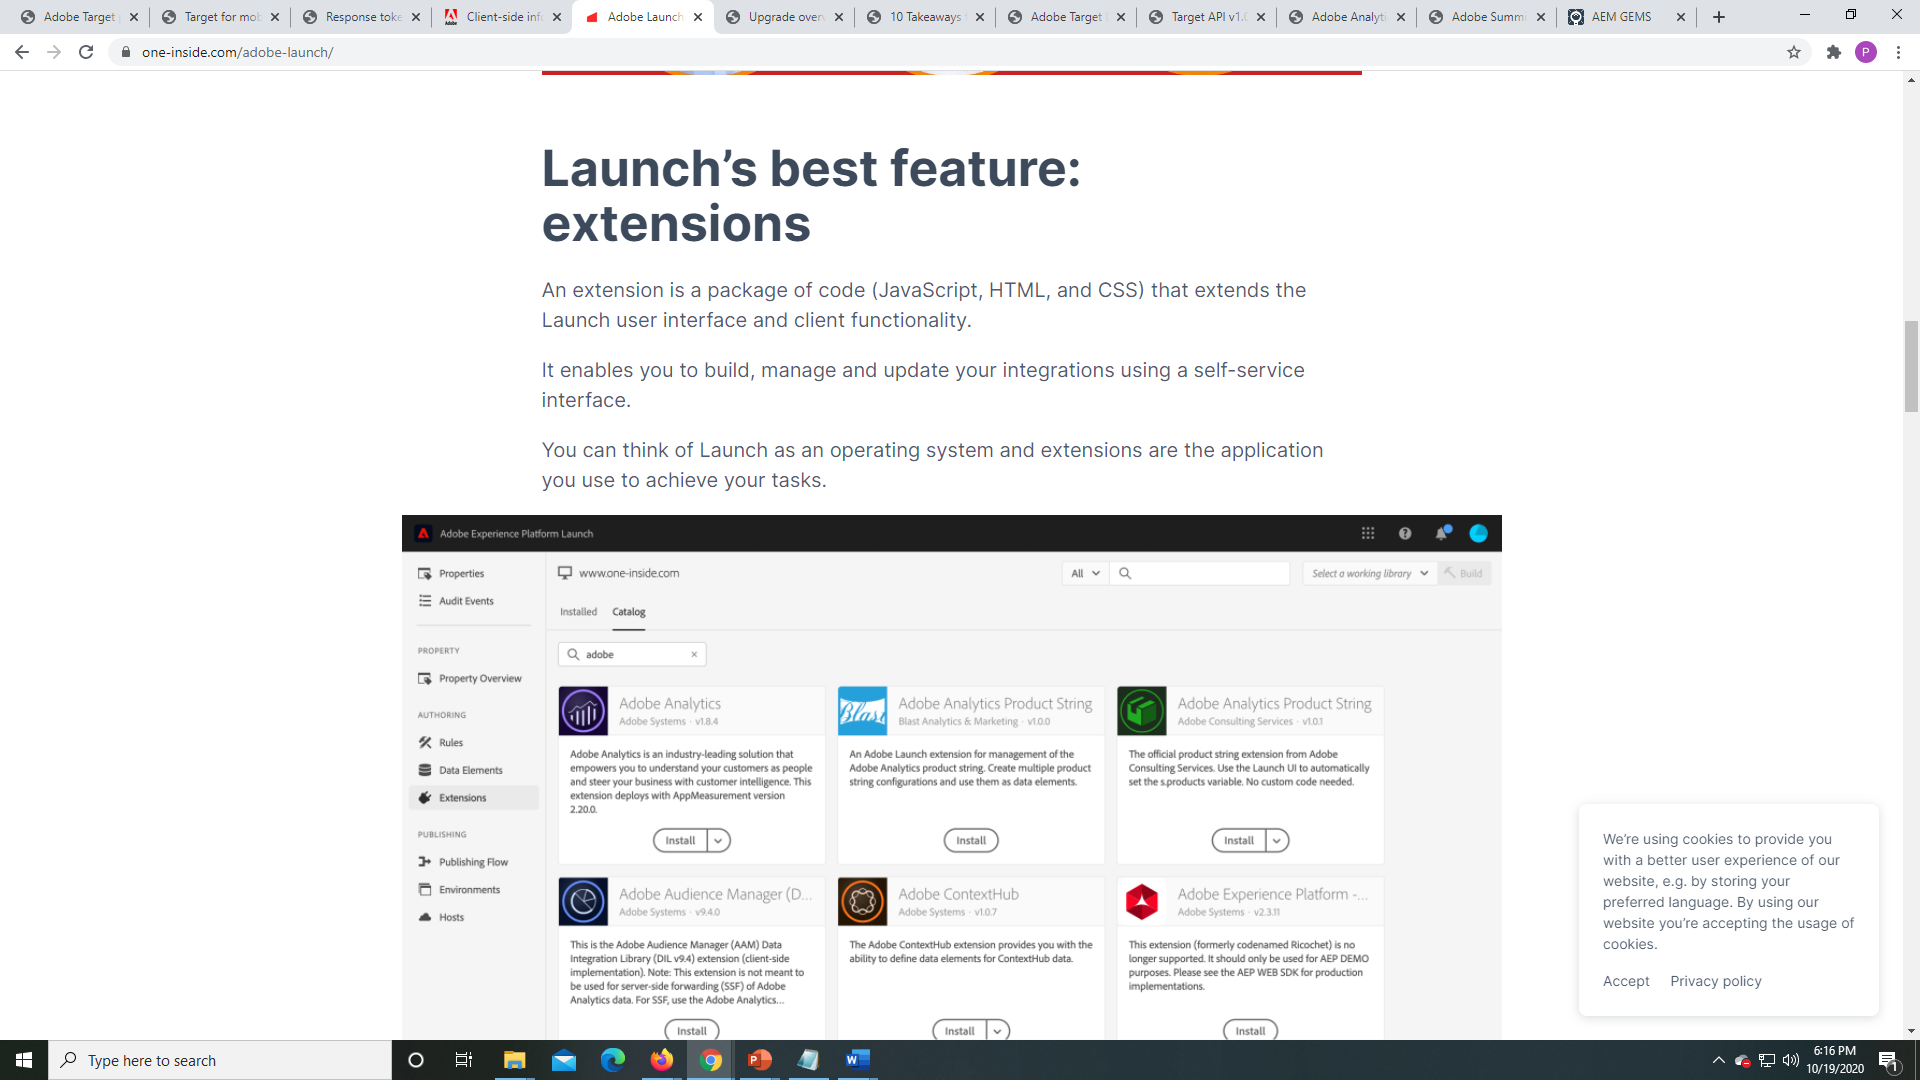 Adobe Target
Target for mob
Response toke
Client-side inf
Adobe Launch
Upgrade over
10 Takeaways
Adobe Target
Target API v1.
Adobe Analyti
Adobe Summi
AEM GEMS
one-inside.com/adobe-launch/
P
Launch’s best feature:
extensions
An extension is a package of code (JavaScript, HTML, and CSS) that extends the
Launch user interface and client functionality.
It enables you to build, manage and update your integrations using a self-service
interface.
You can think of Launch as an operating system and extensions are the application
you use to achieve your tasks.
Adobe Experience Platform Launch
Properties
Audit Events
PROPERTY
Property Overview
AUTHORING
Rules
Data Elements
Extensions
PUBLISHING
Publishing Flow
Environments
Hosts
www.one-inside.com
All
Select a working library
Build
Installed
Catalog
adobe
Adobe Analytics
Adobe Systems · v1.8.4
Adobe Analytics is an industry-leading solution that
empowers you to understand your customers as people
and steer your business with customer intelligence. This
extension deploys with AppMeasurement version
2.20.0.
Install
Blast
Adobe Analytics Product String
Blast Analytics & Marketing · v1.0.0
An Adobe Launch extension for management of the
Adobe Analytics product string. Create multiple product
string configurations and use them as data elements.
Install
Adobe Analytics Product String
Adobe Consulting Services · v1.0.1
The official product string extension from Adobe
Consulting Services. Use the Launch UI to automatically
set the s.products variable. No custom code needed.
Install
Adobe Audience Manager (D...
Adobe Systems · v9.4.0
This is the Adobe Audience Manager (AAM) Data
Integration Library (DIL v9.4) extension (client-side
implementation). Note: This extension is not meant to
be used for server-side forwarding (SSF) of Adobe
Analytics data. For SSF, use the Adobe Analytics...
Install
Adobe ContextHub
Adobe Systems · v1.0.7
The Adobe ContextHub extension provides you with the
ability to define data elements for ContextHub data.
Install
Adobe Experience Platform -...
Adobe Systems · v2.3.11
This extension (formerly codenamed Ricochet) is no
longer supported. It should only be used for AEP DEMO
purposes. Please see the AEP WEB SDK for production
implementations.
Install
We’re using cookies to provide you
with a better user experience of our
website, e.g. by storing your
preferred language. By using our
website you’re accepting the usage of
cookies.
Accept
Privacy policy
Type here to search
6:16 PM
10/19/2020
1